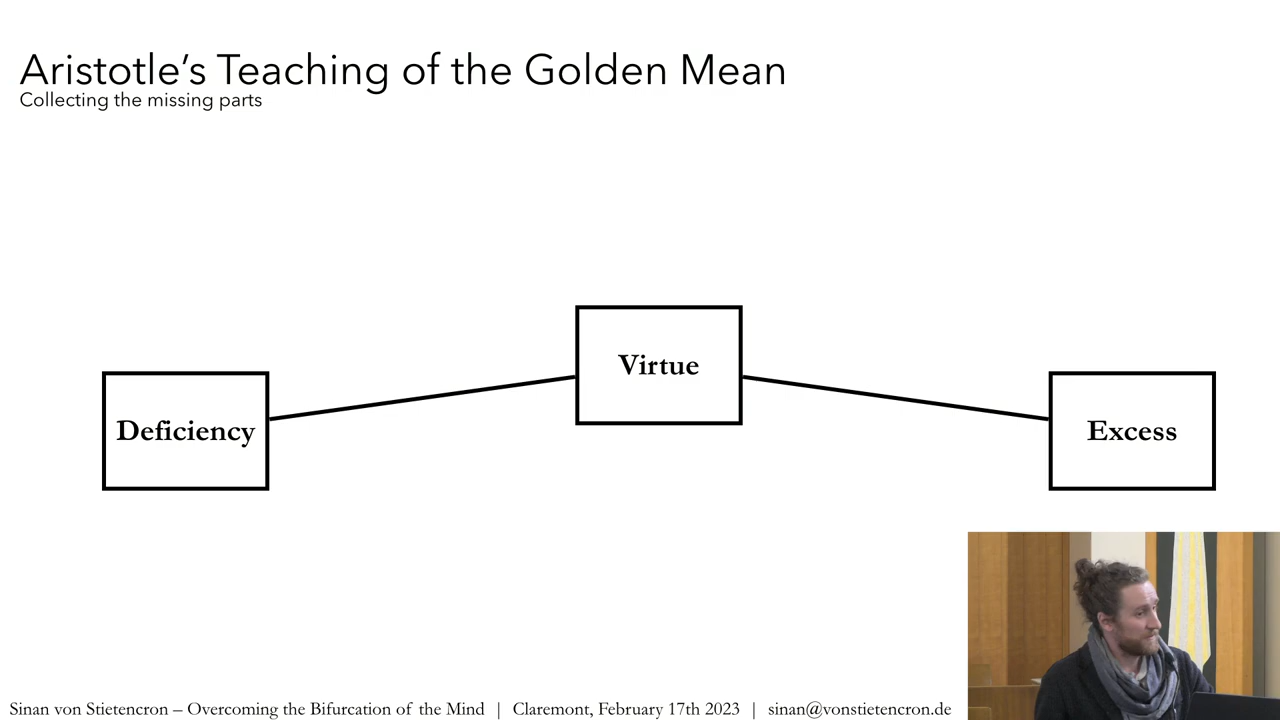 Aristotle’s Teaching of the Golden Mean
Collecting the missing parts
Virtue
Deficiency
Excess
Sinan von Stietencron – Overcoming the Bifurcation of the Mind | Claremont, February 17th 2023 | sinan@vonstietencron.de